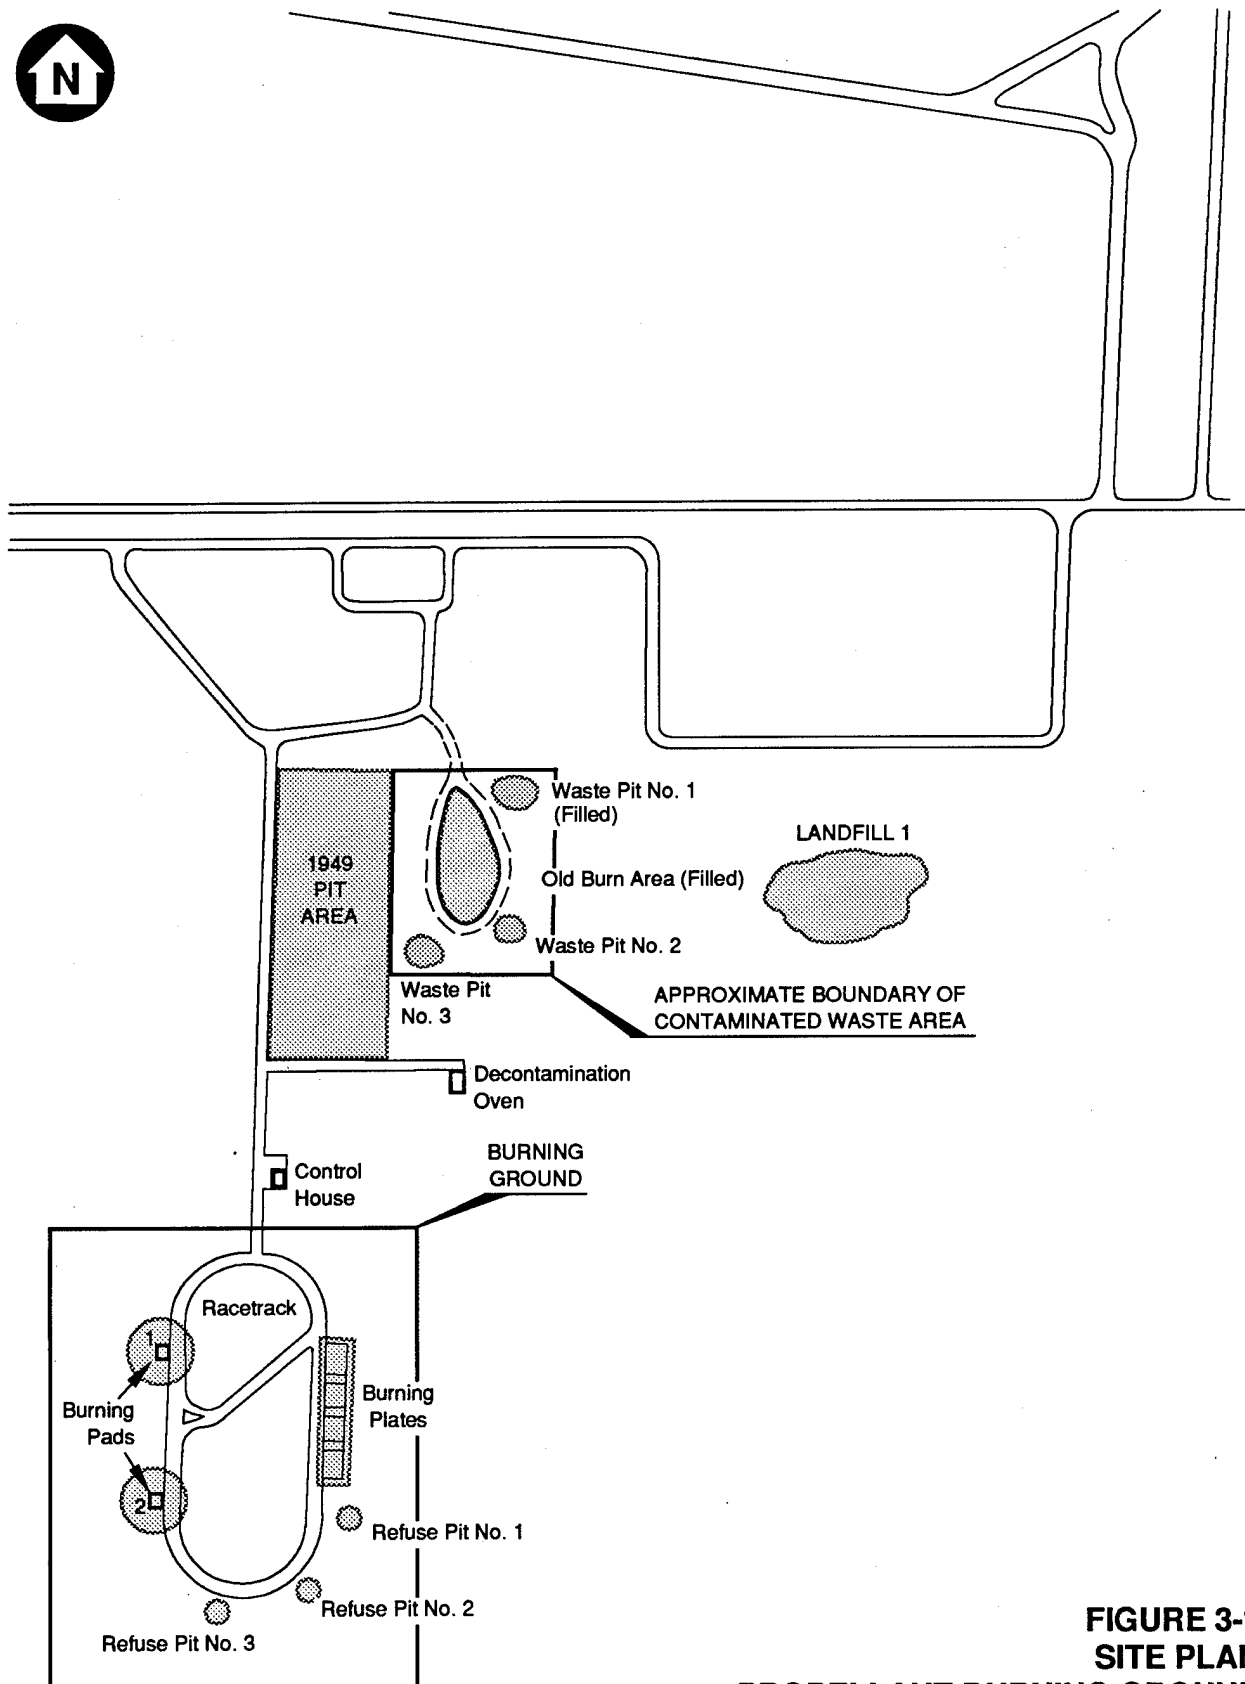 N
Waste Pit No. 1
(Filled)
LANDFILL 1
1949
PIT
AREA
Old Burn Area (Filled)
Waste Pit No. 2
Waste Pit
No. 3
APPROXIMATE BOUNDARY OF
CONTAMINATED WASTE AREA
Decontamination
Oven
BURNING
GROUND
Control
House
Racetrack
1
Burning
Plates
Burning
Pads
2
Refuse Pit No. 1
Refuse Pit No. 2
Refuse Pit No. 3
FIGURE 3-
SITE PLAN